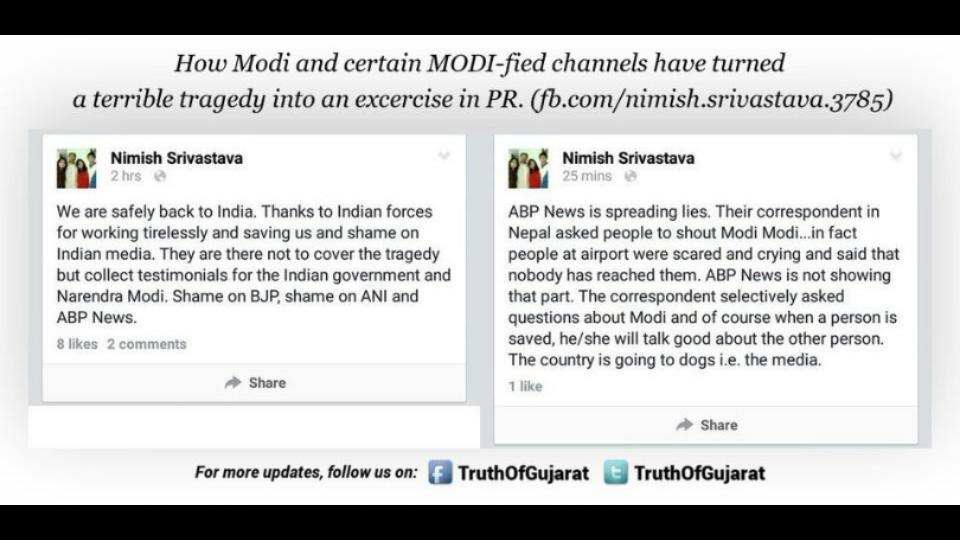 How Modi and certain MODI-fied channels have turned
a terrible tragedy into an excercise in PR. (fb.com/nimish.srivastava.3785)
Nimish Srivastava
2 hrs
We are safely back to India. Thanks to Indian forces
for working tirelessly and saving us and shame on
Indian media. They are there not to cover the tragedy
but collect testimonials for the Indian government and
Narendra Modi. Shame on BJP, shame on ANI and
ABP News.
8 likes 2 comments
Share
Nimish Srivastava
25 mins
ABP News is spreading lies. Their correspondent in
Nepal asked people to shout Modi Modi...in fact
people at airport were scared and crying and said that
nobody has reached them. ABP News is not showing
that part. The correspondent selectively asked
questions about Modi and of course when a person is
saved, he/she will talk good about the other person.
The country is going to dogs i.e. the media.
1 like
Share
For more updates, follow us on: f TruthOfGujarat t TruthOfGujarat